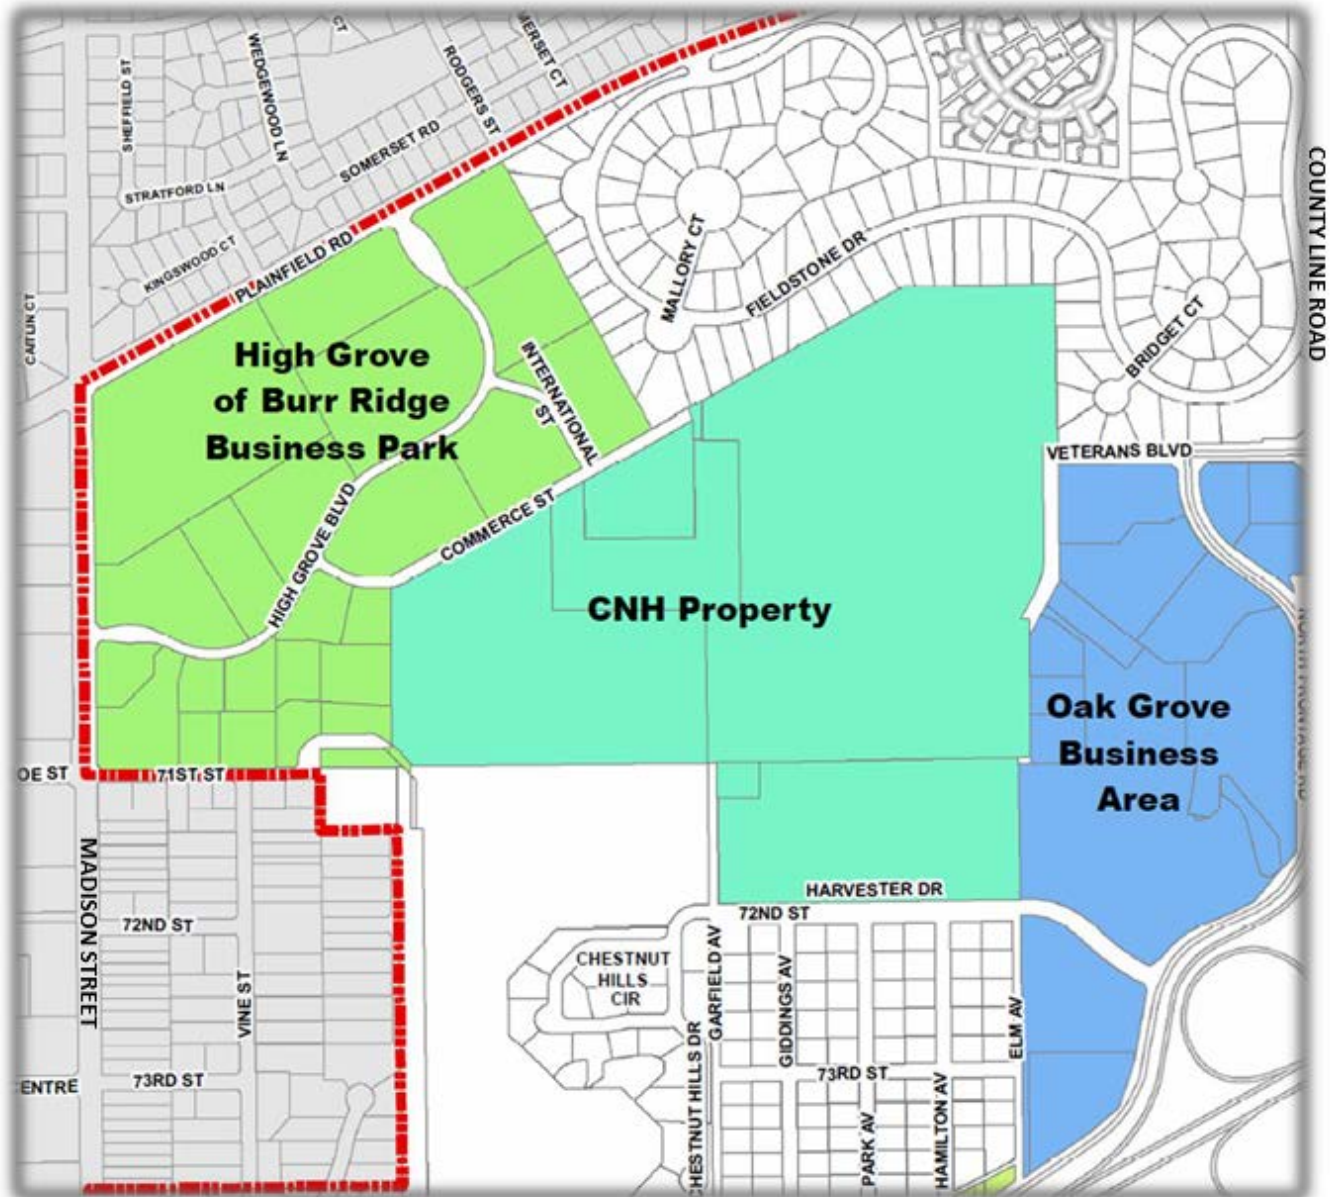 CT
MERSET CT
RODGERS ST
WEDGEWOOD LN
SHEFFIELD ST
SOMERSET RD
STRATFORD LN
KINGSWOOD CT
PLAINFIELD RD
CAITLIN CT
MALLORY CT
FIELDSTONE DR
BRIDGET CT
COUNTY LINE ROAD
High Grove
of Burr Ridge
Business Park
INTERNATIONAL
ST
VETERANS BLVD
HIGH GROVE BLVD
COMMERCE ST
CNH Property
NORTH FRONTAGE RD
Oak Grove
Business
Area
OE ST
71ST ST
MADISON STREET
HARVESTER DR
72ND ST
72ND ST
CHESTNUT
HILLS
CIR
GARFIELD AV
GIDDINGS AV
VINE ST
ELM AV
CHESTNUT HILLS DR
73RD ST
73RD ST
ENTRE
PARK AV
HAMILTON AV